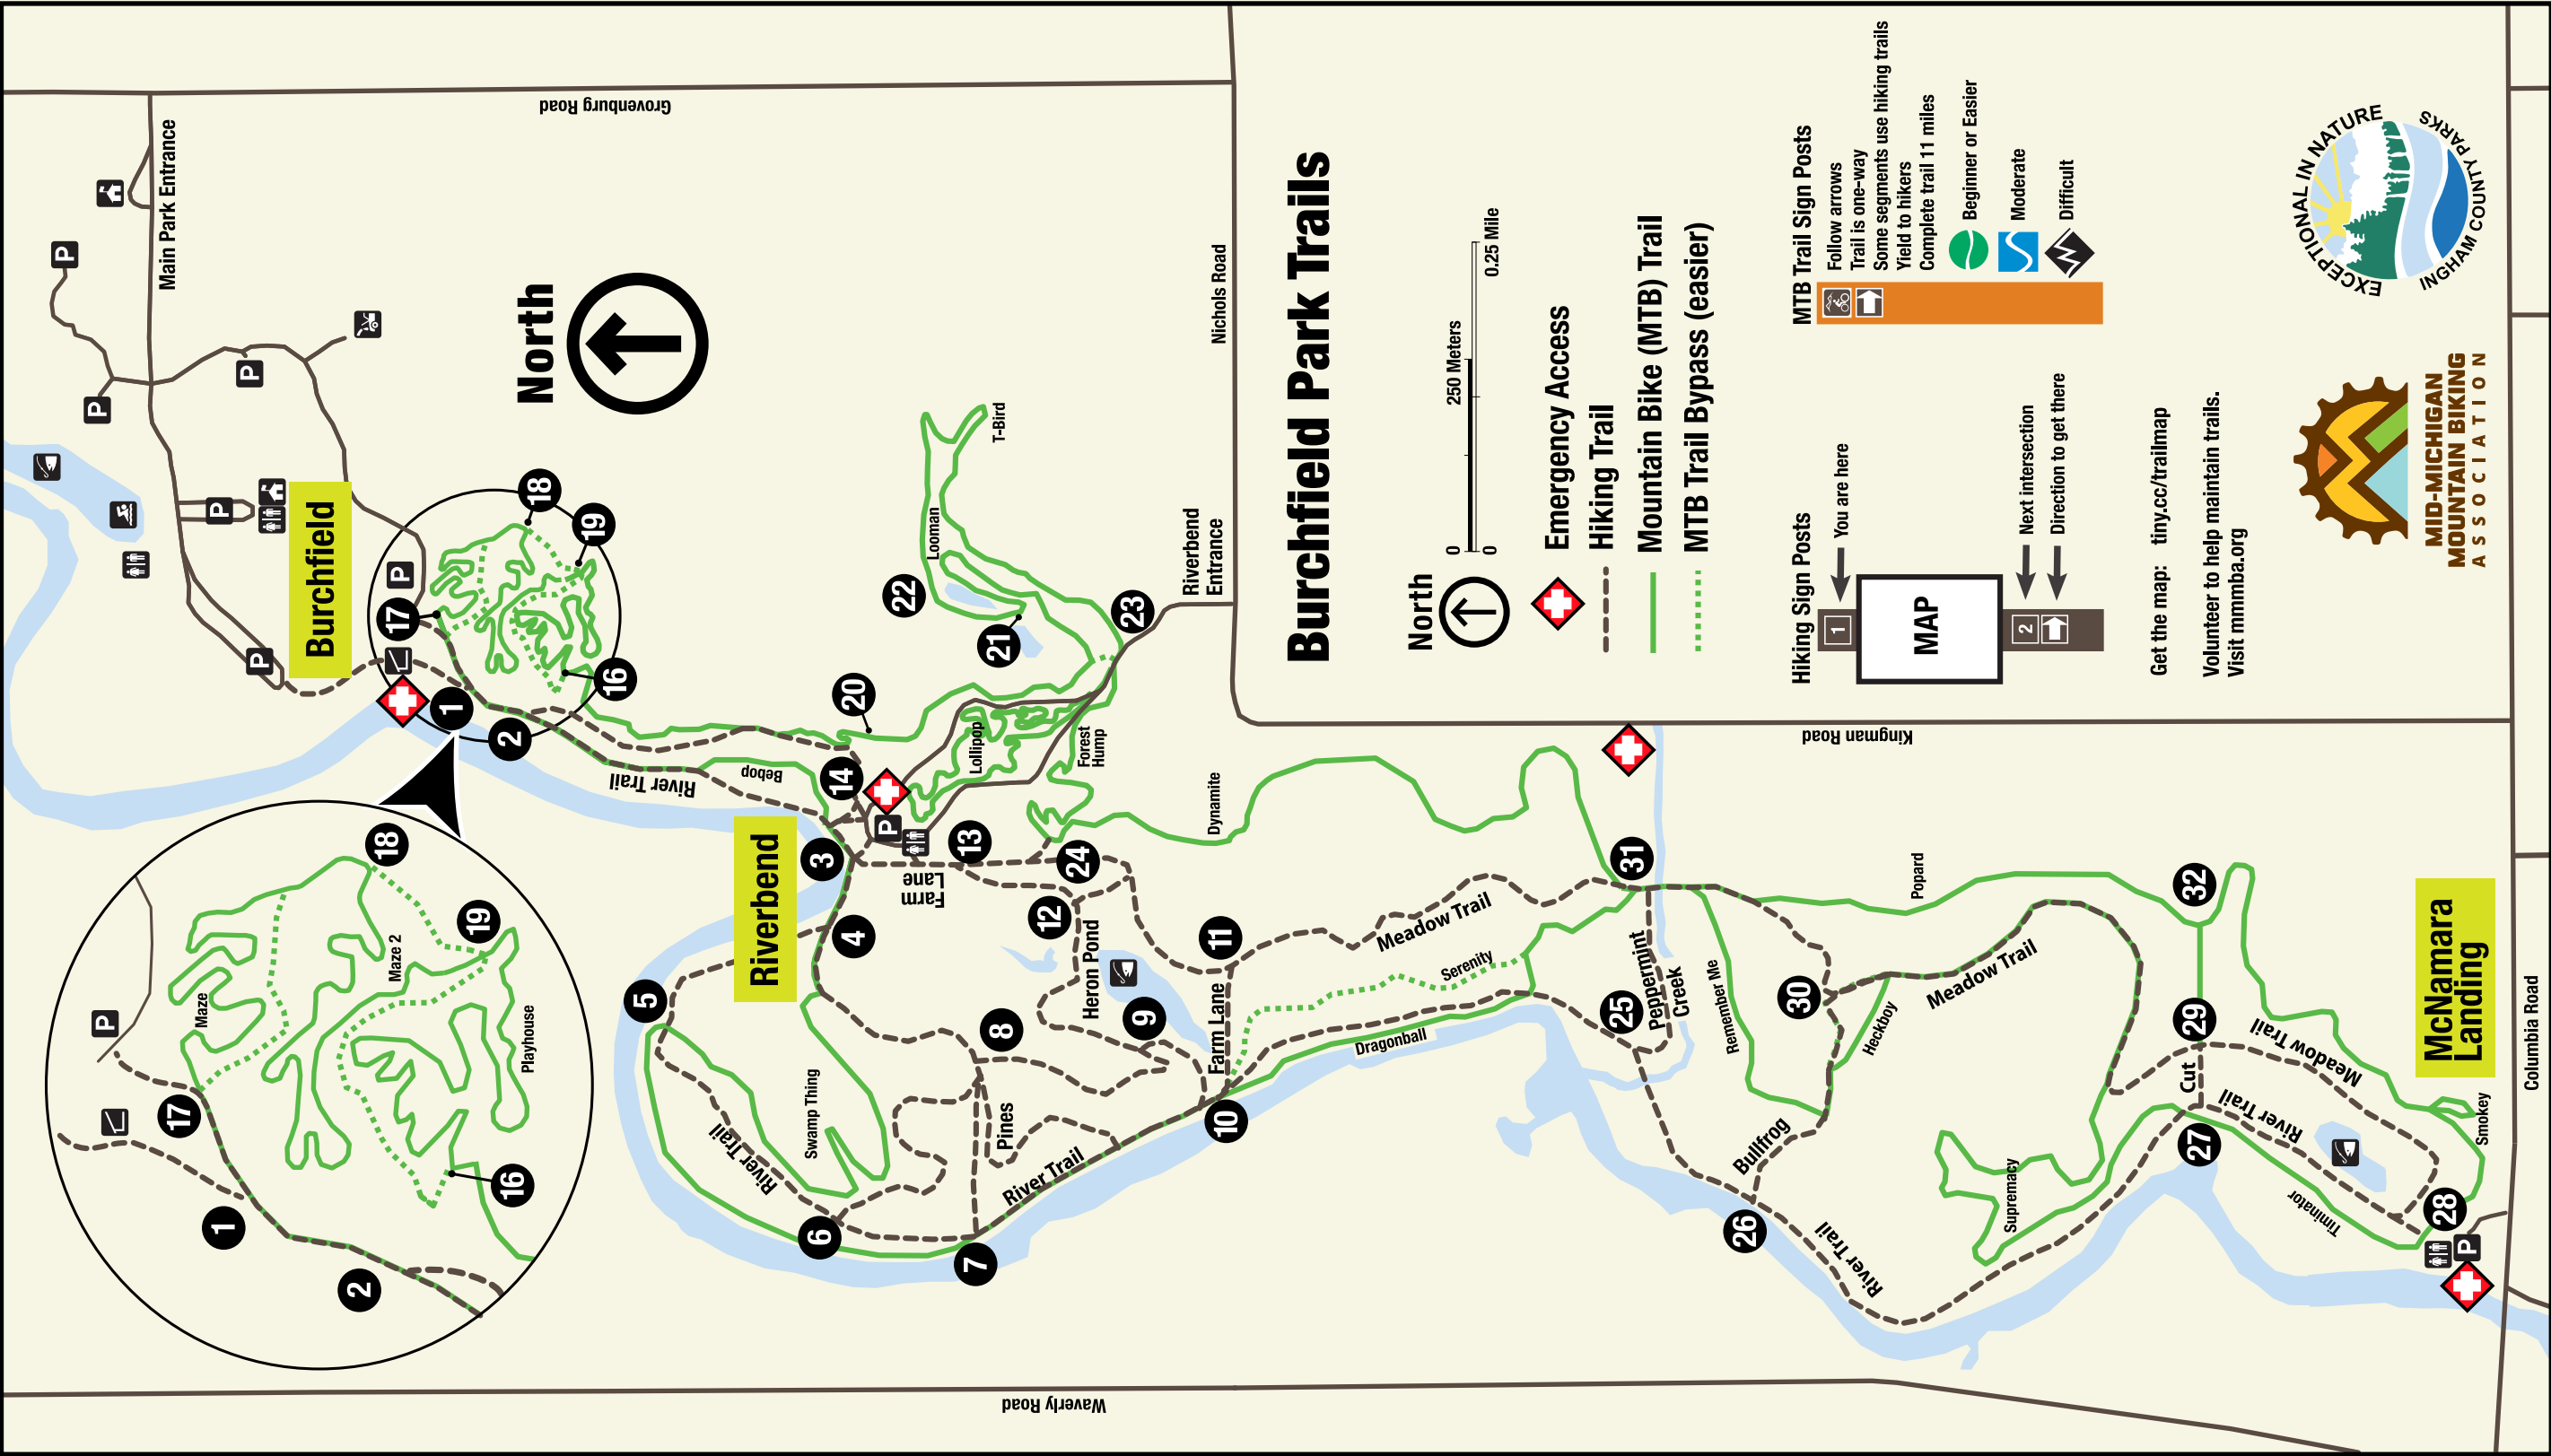 Burchfield Park Trails
North
250 Meters
0
0
0.25 Mile
Emergency Access
Hiking Trail
Mountain Bike (MTB) Trail
MTB Trail Bypass (easier)
Hiking Sign Posts
1
You are here
MAP
2
Next intersection
Direction to get there
MTB Trail Sign Posts
Follow arrows
Trail is one-way
Some segments use hiking trails
Yield to hikers
Complete trail 11 miles
Beginner or Easier
Moderate
Difficult
Get the map: tiny.cc/trailmap
Volunteer to help maintain trails.
Visit mmmba.org
MID-MICHIGAN
MOUNTAIN BIKING
ASSOCIATION
EXCEPTIONAL IN NATURE
INGHAM COUNTY PARKS
North
Grovenburg Road
Main Park Entrance
P
P
P
P
P
P
Burchfield
17
18
19
16
1
2
P
17
18
19
16
1
2
Maze
Maze 2
Playhouse
River Trail
Bebop
20
14
3
Riverbend
P
13
Farm
Lane
Lollipop
Forest
Hump
Looman
T-Bird
22
21
23
Riverbend
Entrance
Nichols Road
Kingman Road
4
5
6
7
8
9
10
11
12
24
Swamp Thing
River Trail
Pines
River Trail
Heron Pond
Farm Lane
Dynamite
Meadow Trail
Serenity
Dragonball
31
25
Peppermint
Creek
Remember Me
Popard
30
Heckboy
Meadow Trail
Bullfrog
26
River Trail
Supremacy
32
29
Cut
27
Meadow Trail
River Trail
Timinator
Smokey
28
P
McNamara
Landing
Columbia Road
Waverly Road